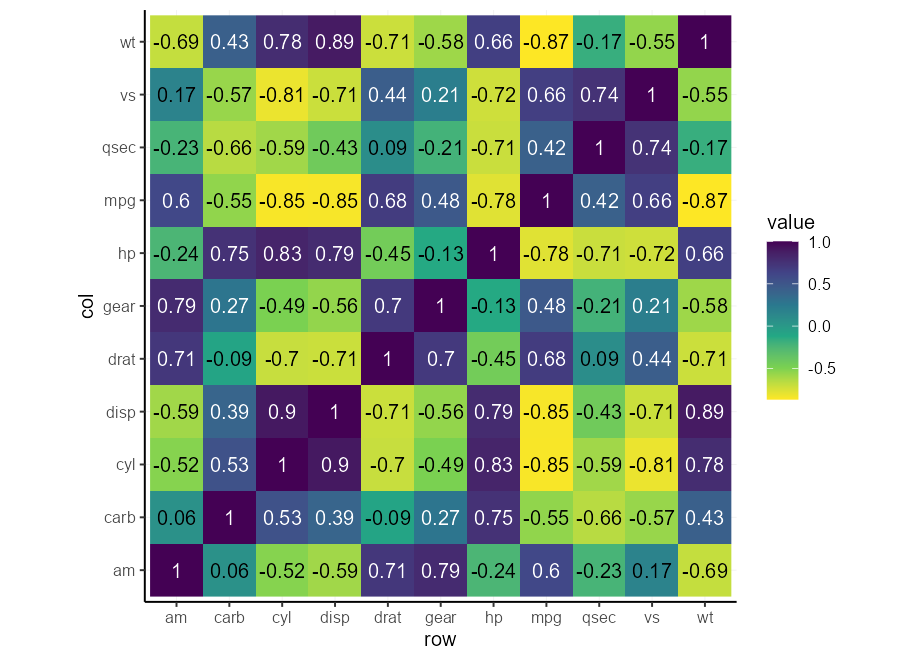 wt -0.69 0.43 0.78 0.89 -0.71 -0.58 0.66 -0.87 -0.17 -0.55 1
vs 0.17 -0.57 -0.81 -0.71 0.44 0.21 -0.72 0.66 0.74 1 -0.55
qsec -0.23 -0.66 -0.59 -0.43 0.09 -0.21 -0.71 0.42 1 0.74 -0.17
mpg 0.6 -0.55 -0.85 -0.85 0.68 0.48 -0.78 1 0.42 0.66 -0.87
hp -0.24 0.75 0.83 0.79 -0.45 -0.13 1 -0.78 -0.71 -0.72 0.66
gear 0.79 0.27 -0.49 -0.56 0.7 1 -0.13 0.48 -0.21 0.21 -0.58
drat 0.71 -0.09 -0.7 -0.71 1 0.7 -0.45 0.68 0.09 0.44 -0.71
disp -0.59 0.39 0.9 1 -0.71 -0.56 0.79 -0.85 -0.43 -0.71 0.89
cyl -0.52 0.53 1 0.9 -0.7 -0.49 0.83 -0.85 -0.59 -0.81 0.78
carb 0.06 1 0.53 0.39 -0.09 0.27 0.75 -0.55 -0.66 -0.57 0.43
am 1 0.06 -0.52 -0.59 0.71 0.79 -0.24 0.6 -0.23 0.17 -0.69
am carb cyl disp drat gear hp mpg qsec vs wt
row
col
value
1.0
0.5
0.0
-0.5